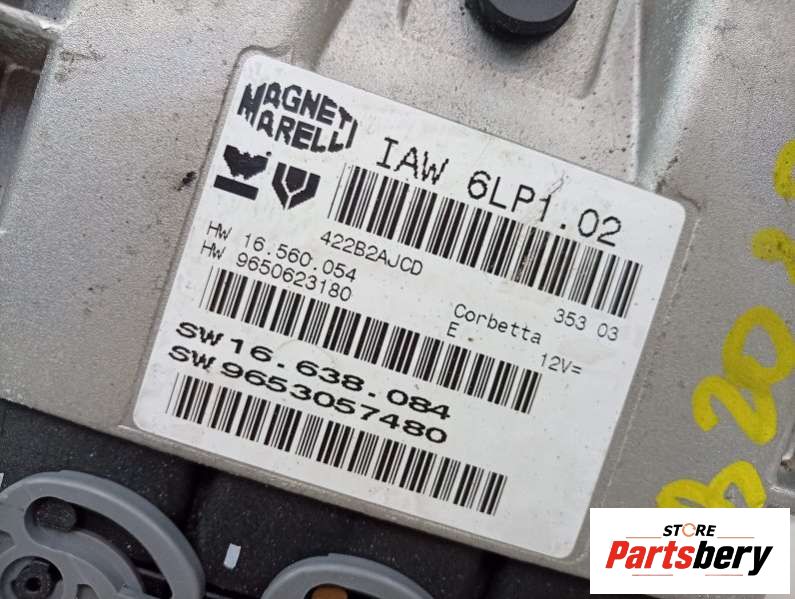 MAGNETI
MARELLI
IAW 6LP1.02
422B2AJCD
HW 16.560.054
HW 9650623180
353 03
Corbetta
E
12V=
SW 16.638.084
SW 9653057480
STORE
Partsbery